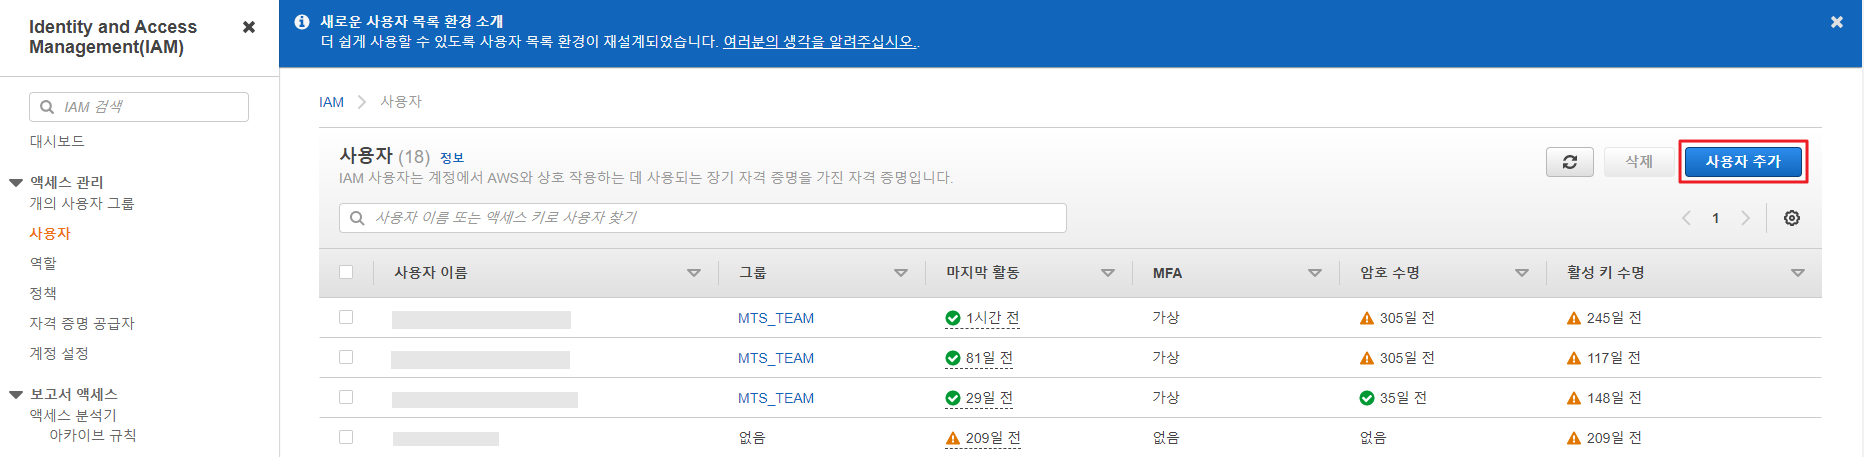 Identity and Access
Management(IAM)
IAM 검색
대시보드
액세스 관리
개의 사용자 그룹
사용자
역할
정책
자격 증명 공급자
계정 설정
보고서 액세스
액세스 분석기
아카이브 규칙
새로운 사용자 목록 환경 소개
더 쉽게 사용할 수 있도록 사용자 목록 환경이 재설계되었습니다. 여러분의 생각을 알려주십시오..
IAM 사용자
사용자 (18) 정보
IAM 사용자는 계정에서 AWS와 상호 작용하는 데 사용되는 장기 자격 증명을 가진 자격 증명입니다.
삭제 사용자 추가
사용자 이름 또는 액세스 키로 사용자 찾기
1
사용자 이름 그룹 마지막 활동 MFA 암호 수명 활성 키 수명
MTS_TEAM 1시간 전 가상 305일 전 245일 전
MTS_TEAM 81일 전 가상 305일 전 117일 전
MTS_TEAM 29일 전 가상 35일 전 148일 전
없음 209일 전 없음 없음 209일 전